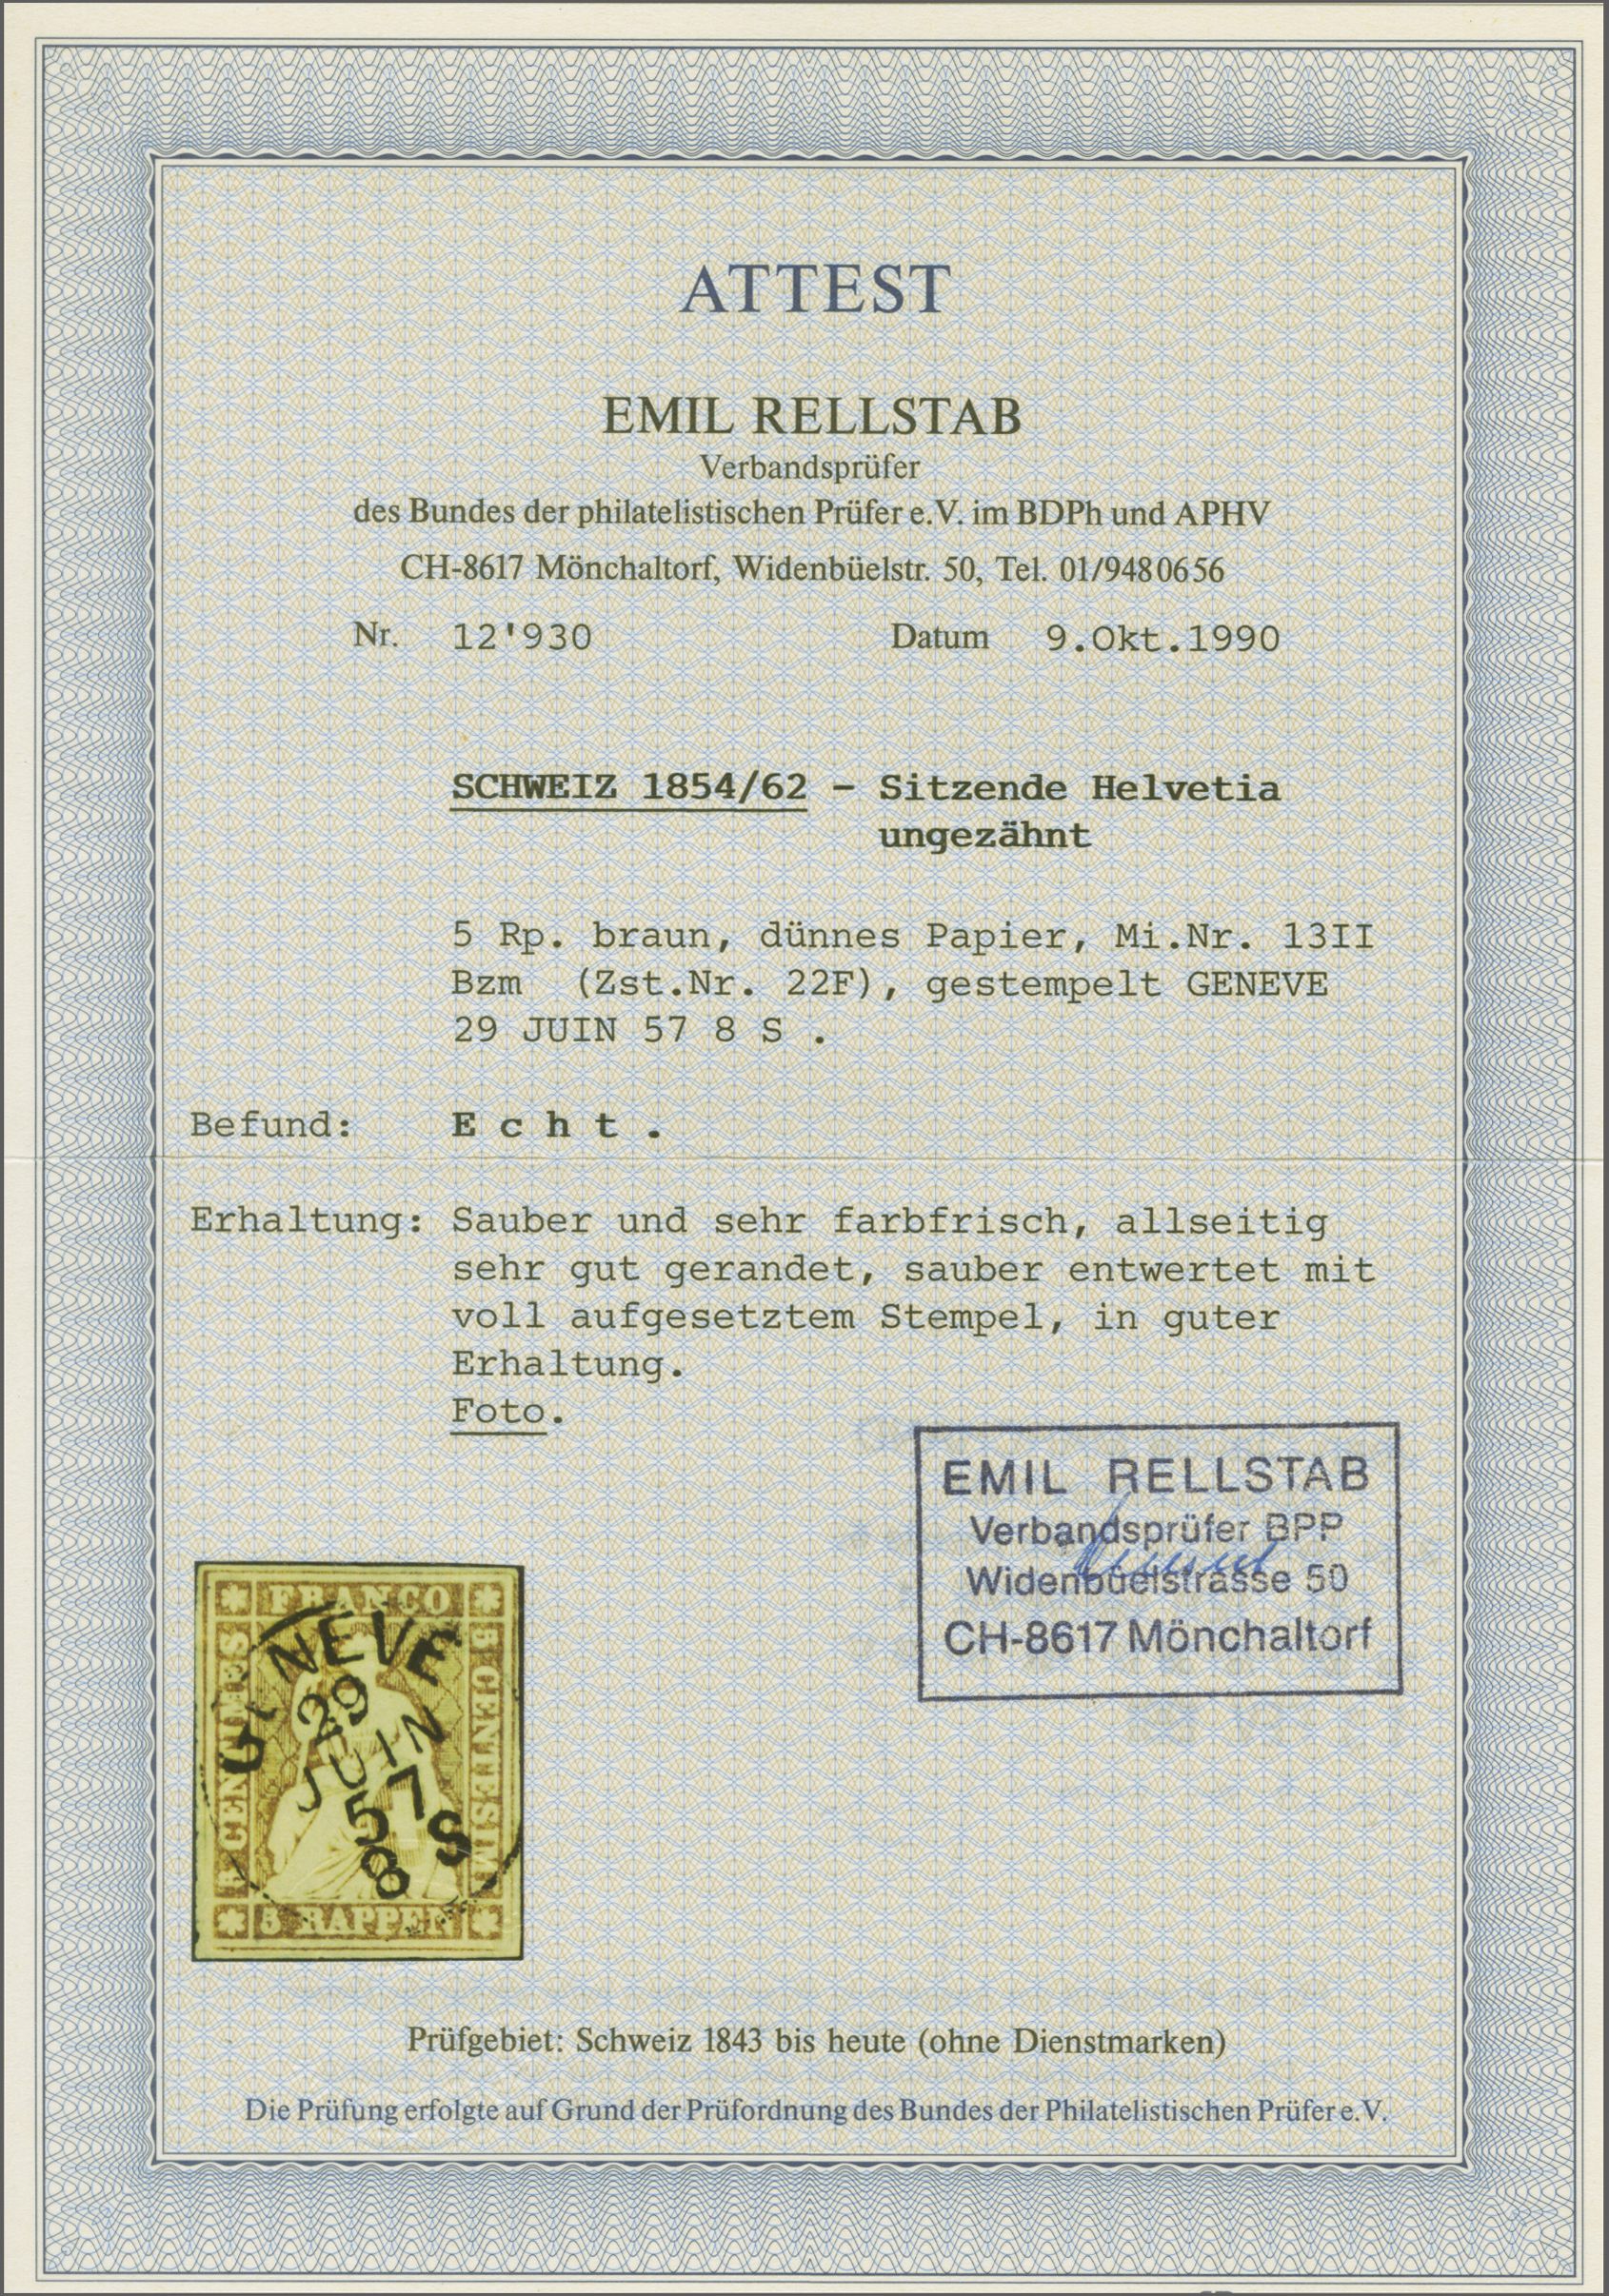 ATTEST
EMIL RELLSTAB
Verbandsprüfer
des Bundes der philatelistischen Prüfer e.V. im BDPh und APHV
CH-8617 Mönchaltorf, Widenbüelstr. 50, Tel. 01/9480656
Nr. 12'930 Datum 9.Okt.1990
SCHWEIZ 1854/62 - Sitzende Helvetia
ungezähnt
5 Rp. braun, dünnes Papier, Mi.Nr. 13II
Bzm (Zst.Nr. 22F), gestempelt GENEVE
29 JUIN 57 8 S .
Befund: E c h t .
Erhaltung: Sauber und sehr farbfrisch, allseitig
sehr gut gerandet, sauber entwertet mit
voll aufgesetztem Stempel, in guter
Erhaltung.
Foto.
EMIL RELLSTAB
Verbandsprüfer BPP
Widenbüelstrasse 50
CH-8617 Mönchaltorf
FRANCO
5 CENTIMES
5 CENTESIMI
5 RAPPEN
GENEVE
29
JUIN
57
8 S
Prüfgebiet: Schweiz 1843 bis heute (ohne Dienstmarken)
Die Prüfung erfolgte auf Grund der Prüfordnung des Bundes der Philatelistischen Prüfer e.V.